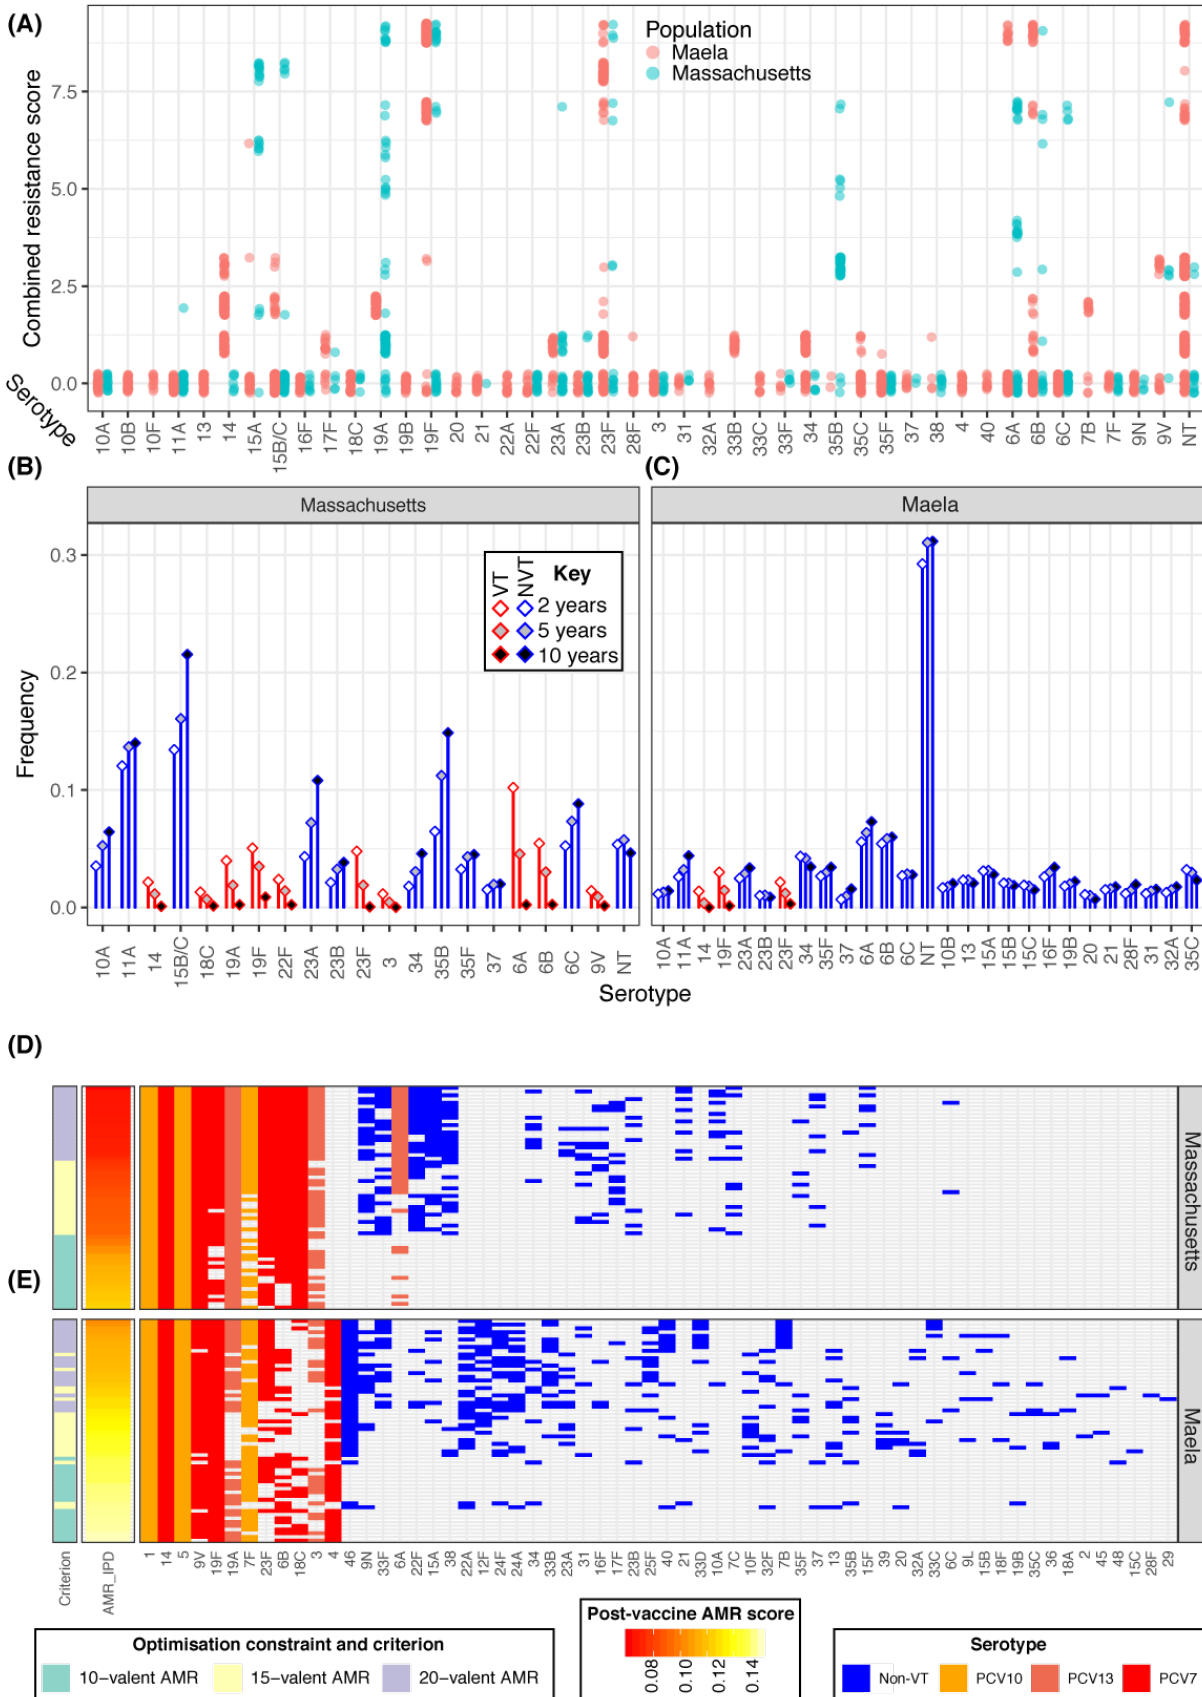 (A)
Combined resistance score
7.5
5.0
2.5
0.0
Population
Maela
Massachusetts
Serotype
10A 10B 10F 11A 13 14 15A 15B/C 16F 17F 18C 19A 19B 19F 20 21 22A 22F 23A 23B 23F 28F 3 31 32A 33B 33C 33F 34 35B 35C 35F 37 38 4 40 6A 6B 6C 7B 7F 9N 9V NT
(B)
Massachusetts
Frequency
0.3
0.2
0.1
0.0
VT NVT Key
2 years
5 years
10 years
10A 11A 14 15B/C 18C 19A 19F 22F 23A 23B 23F 3 34 35B 35F 37 6A 6B 6C 9V NT
(C)
Maela
10A 11A 14 19F 23A 23B 23F 34 35F 37 6A 6B 6C NT 10B 13 15A 15B 15C 16F 19B 20 21 28F 31 32A 35C
Serotype
(D)
Massachusetts
(E)
Maela
Criterion
AMR_IPD
1 14 5 9V 19F 19A 7F 23F 6B 18C 3 4 46 9N 33F 6A 22F 15A 38 22A 12F 24F 24A 34 33B 23A 31 16F 17F 23B 25F 40 21 33D 10A 7C 10F 32F 7B 35F 37 13 35B 15F 39 20 32A 33C 6C 9L 15B 18F 19B 35C 36 18A 2 45 48 15C 28F 29
Optimisation constraint and criterion
10-valent AMR
15-valent AMR
20-valent AMR
Post-vaccine AMR score
0.08
0.10
0.12
0.14
Serotype
Non-VT
PCV10
PCV13
PCV7